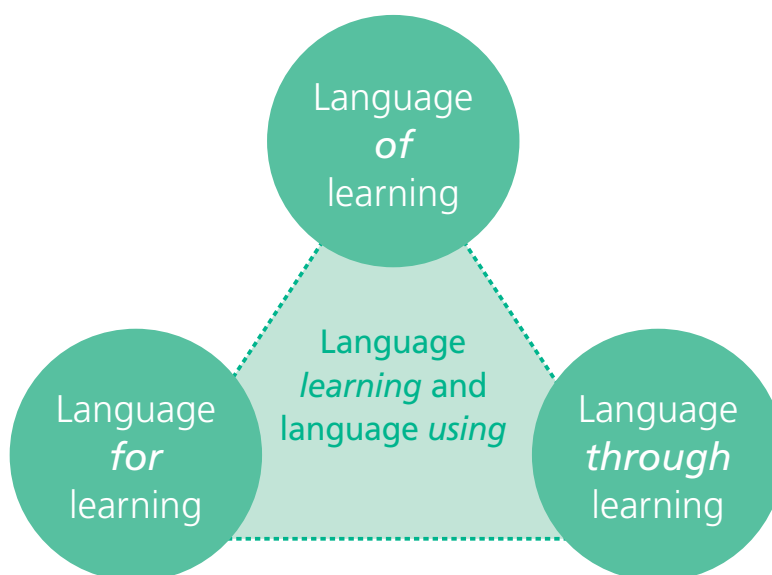 Language
of
learning
Language
learning and
language using
Language
for
learning
Language
through
learning